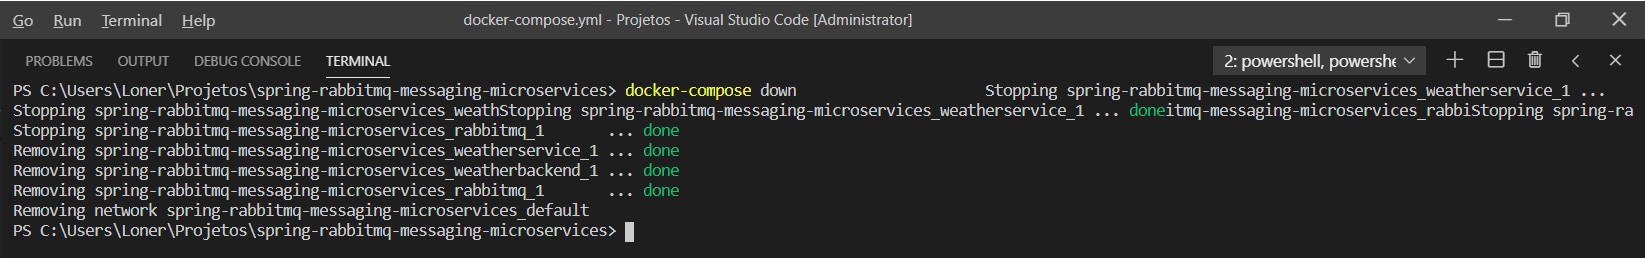 Go Run Terminal Help docker-compose.yml - Projetos - Visual Studio Code [Administrator]
PROBLEMS OUTPUT DEBUG CONSOLE TERMINAL 2: powershell, powershe
PS C:\Users\Loner\Projetos\spring-rabbitmq-messaging-microservices> docker-compose down Stopping spring-rabbitmq-messaging-microservices_weatherservice_1 ...
Stopping spring-rabbitmq-messaging-microservices_weathStopping spring-rabbitmq-messaging-microservices_weatherservice_1 ... doneitmq-messaging-microservices_rabbiStopping spring-ra
Stopping spring-rabbitmq-messaging-microservices_rabbitmq_1 ... done
Removing spring-rabbitmq-messaging-microservices_weatherservice_1 ... done
Removing spring-rabbitmq-messaging-microservices_weatherbackend_1 ... done
Removing spring-rabbitmq-messaging-microservices_rabbitmq_1 ... done
Removing network spring-rabbitmq-messaging-microservices_default
PS C:\Users\Loner\Projetos\spring-rabbitmq-messaging-microservices>